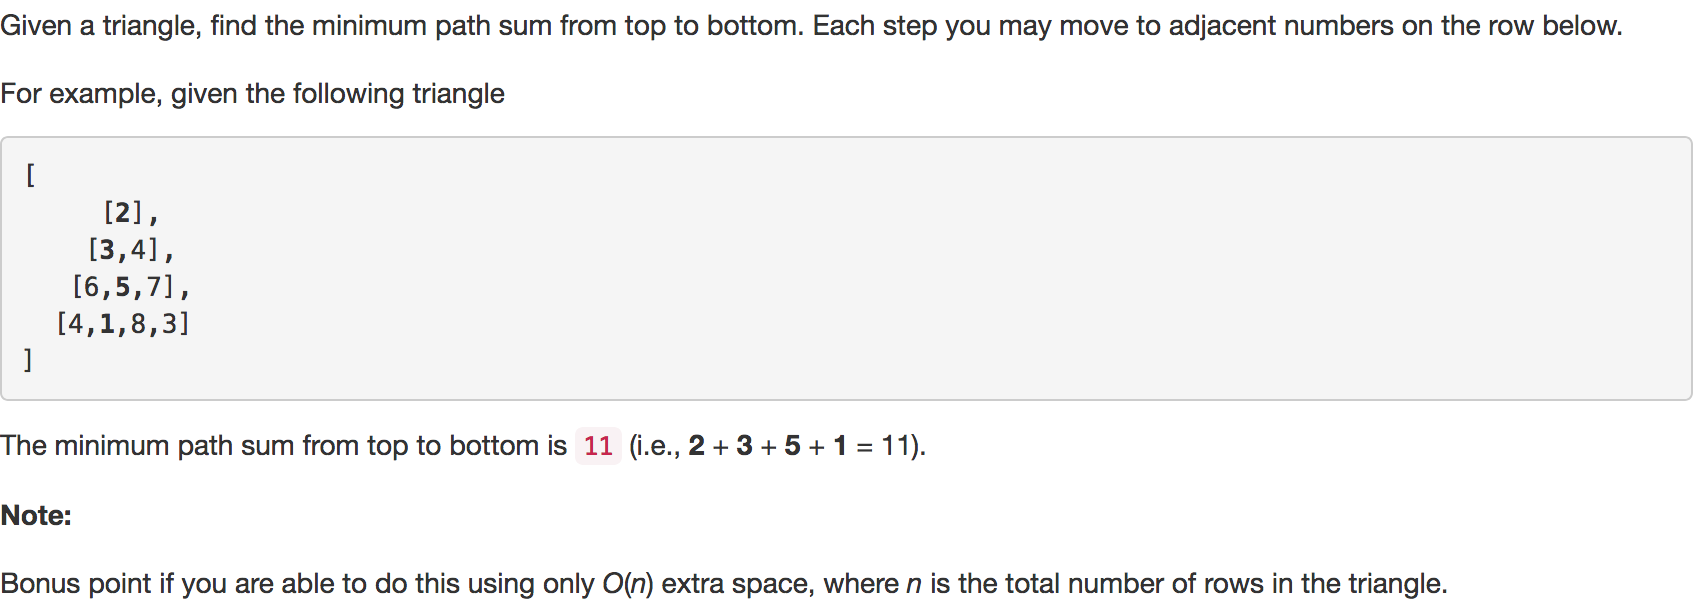 Given a triangle, find the minimum path sum from top to bottom. Each step you may move to adjacent numbers on the row below.
For example, given the following triangle
[
[2],
[3,4],
[6,5,7],
[4,1,8,3]
]
The minimum path sum from top to bottom is 11 (i.e., 2 + 3 + 5 + 1 = 11).
Note:
Bonus point if you are able to do this using only O(n) extra space, where n is the total number of rows in the triangle.